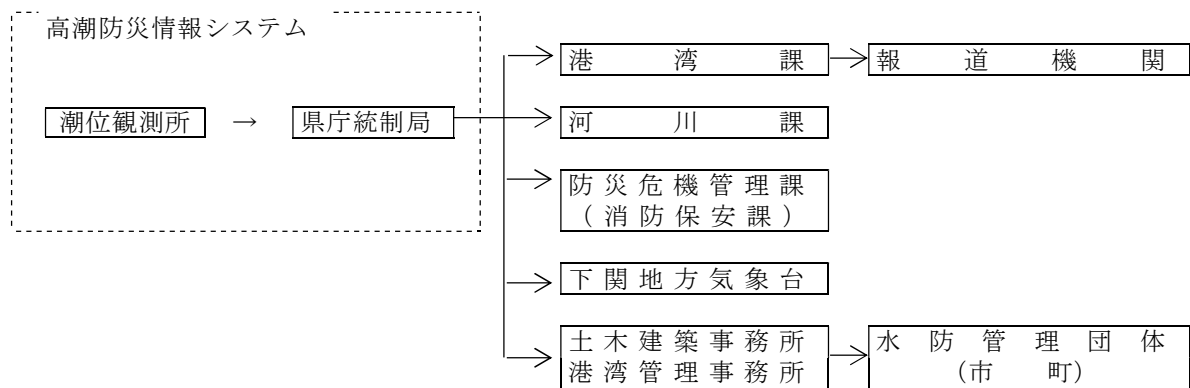 高潮防災情報システム
潮位観測所 → 県庁統制局
港湾課
報道機関
河川課
防災危機管理課
(消防保安課)
下関地方気象台
土木建築事務所
港湾管理事務所
水防管理団体
(市町)